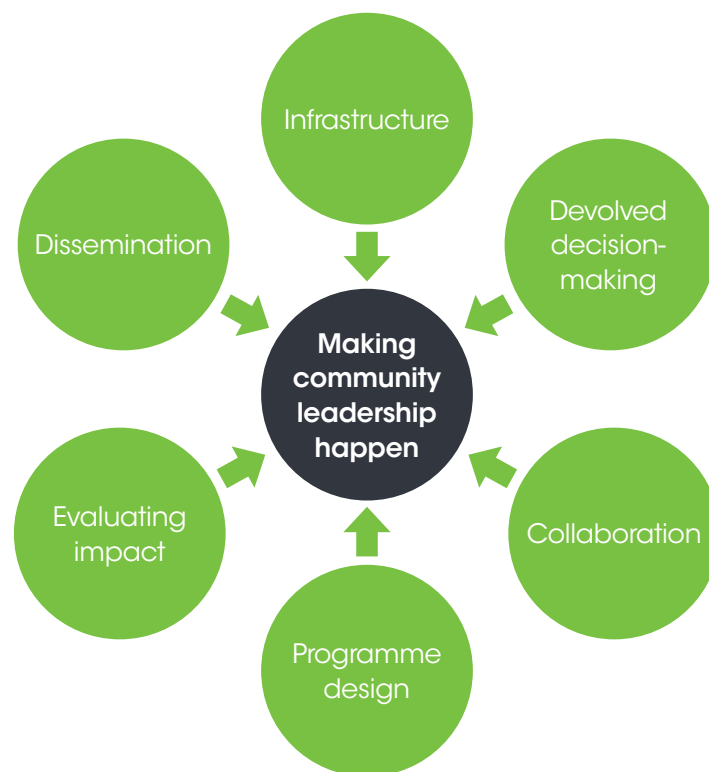 Infrastructure
Devolved
decision-
making
Dissemination
Making
community
leadership
happen
Evaluating
impact
Collaboration
Programme
design